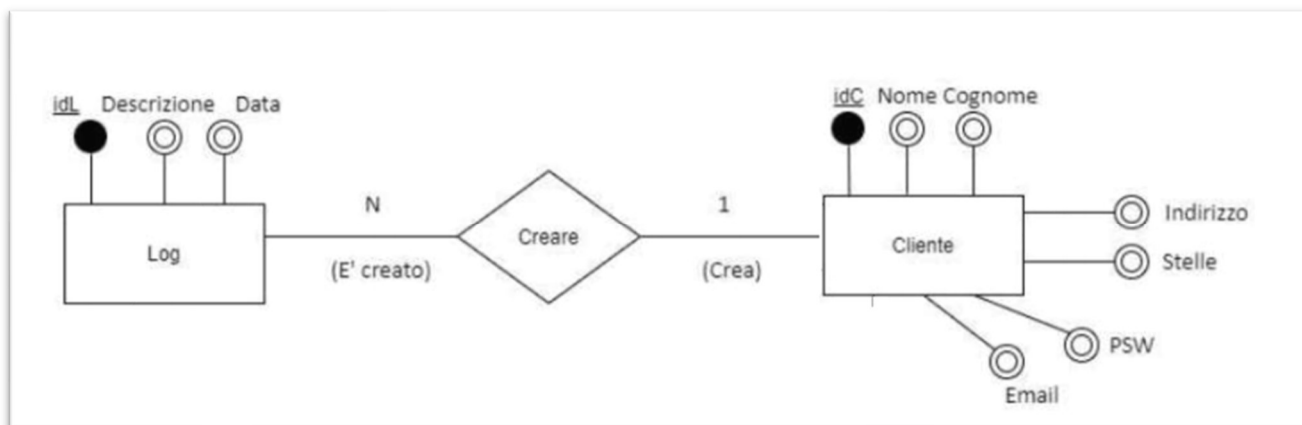 idL Descrizione Data
idC Nome Cognome
N
1
Log
Creare
Cliente
(E' creato)
(Crea)
Indirizzo
Stelle
PSW
Email